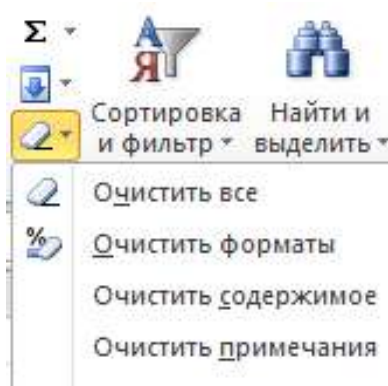 Σ
А
Я
Сортировка и фильтр
Найти и выделить
%
Очистить все
Очистить форматы
Очистить содержимое
Очистить примечания